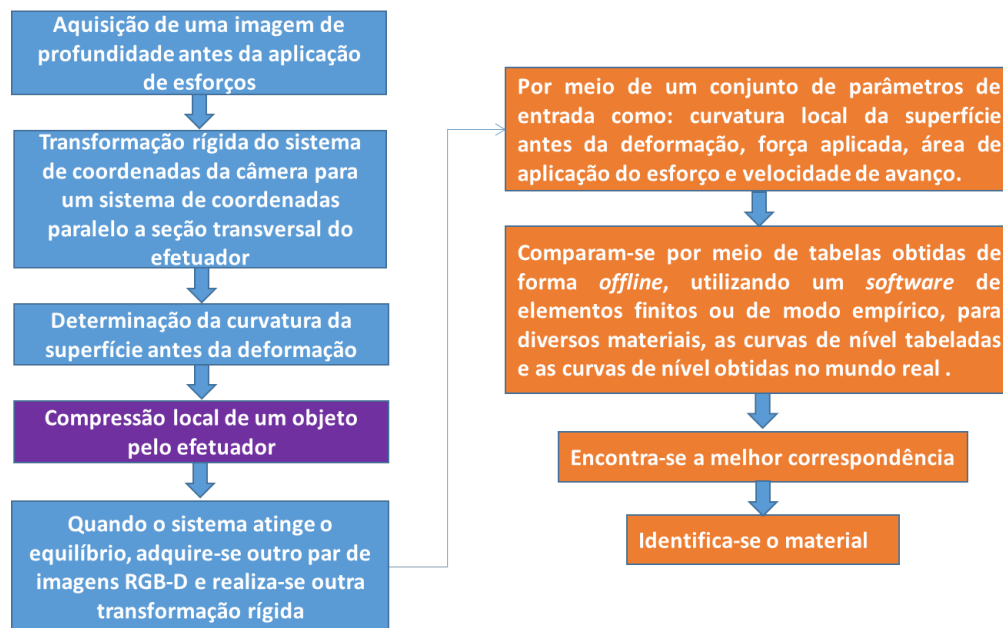 Aquisição de uma imagem de
profundidade antes da aplicação
de esforços
Transformação rígida do sistema
de coordenadas da câmera para
um sistema de coordenadas
paralelo a seção transversal do
efetuador
Determinação da curvatura da
superfície antes da deformação
Compressão local de um objeto
pelo efetuador
Quando o sistema atinge o
equilíbrio, adquire-se outro par de
imagens RGB-D e realiza-se outra
transformação rígida
Por meio de um conjunto de parâmetros de
entrada como: curvatura local da superfície
antes da deformação, força aplicada, área de
aplicação do esforço e velocidade de avanço.
Comparam-se por meio de tabelas obtidas de
forma offline, utilizando um software de
elementos finitos ou de modo empírico, para
diversos materiais, as curvas de nível tabeladas
e as curvas de nível obtidas no mundo real .
Encontra-se a melhor correspondência
Identifica-se o material